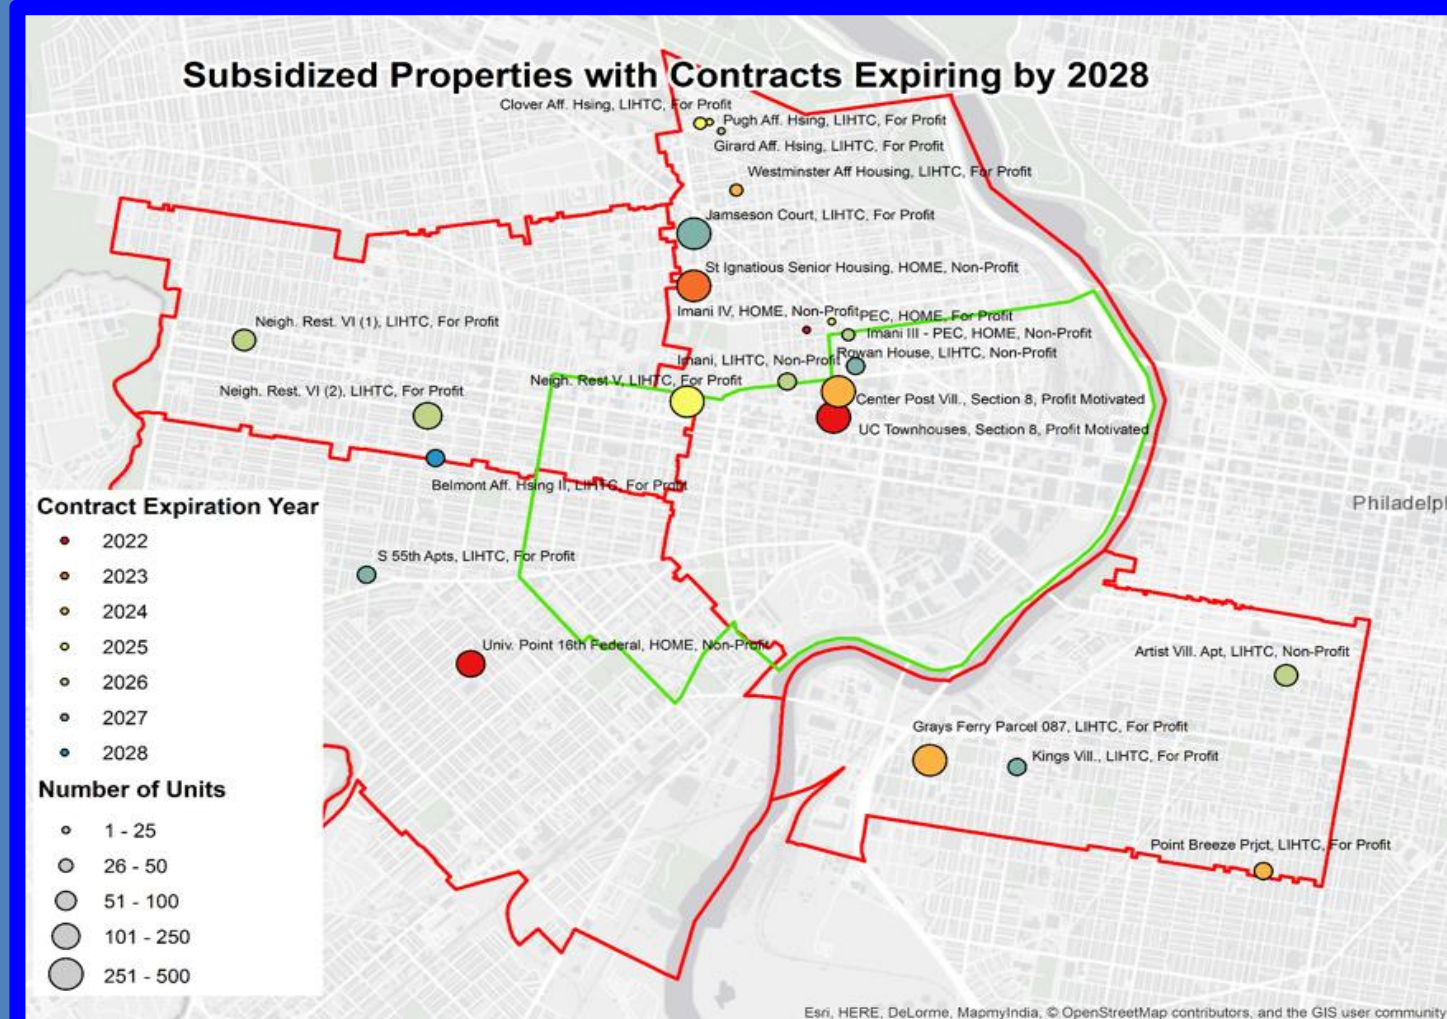 Subsidized Properties with Contracts Expiring by 2028
Clover Aff. Hsing, LIHTC, For Profit
Pugh Aff. Hsing, LIHTC, For Profit
Girard Aff. Hsing, LIHTC, For Profit
Westminster Aff Housing, LIHTC, For Profit
Jamseson Court, LIHTC, For Profit
St Ignatious Senior Housing, HOME, Non-Profit
Imani IV, HOME, Non-Profit
PEC, HOME, For Profit
Neigh. Rest. VI (1), LIHTC, For Profit
Imani III - PEC, HOME, Non-Profit
Imani, LIHTC, Non-Profit
Rowan House, LIHTC, Non-Profit
Neigh. Rest V, LIHTC, For Profit
Neigh. Rest. VI (2), LIHTC, For Profit
Center Post Vill., Section 8, Profit Motivated
UC Townhouses, Section 8, Profit Motivated
Belmont Aff. Hsing II, LIHTC, For Profit
Philadelp
Contract Expiration Year
2022
2023
2024
2025
2026
2027
2028
S 55th Apts, LIHTC, For Profit
Univ. Point 16th Federal, HOME, Non-Profit
Artist Vill. Apt, LIHTC, Non-Profit
Grays Ferry Parcel 087, LIHTC, For Profit
Kings Vill., LIHTC, For Profit
Point Breeze Prjct, LIHTC, For Profit
Number of Units
1 - 25
26 - 50
51 - 100
101 - 250
251 - 500
Esri, HERE, DeLorme, MapmyIndia, © OpenStreetMap contributors, and the GIS user community